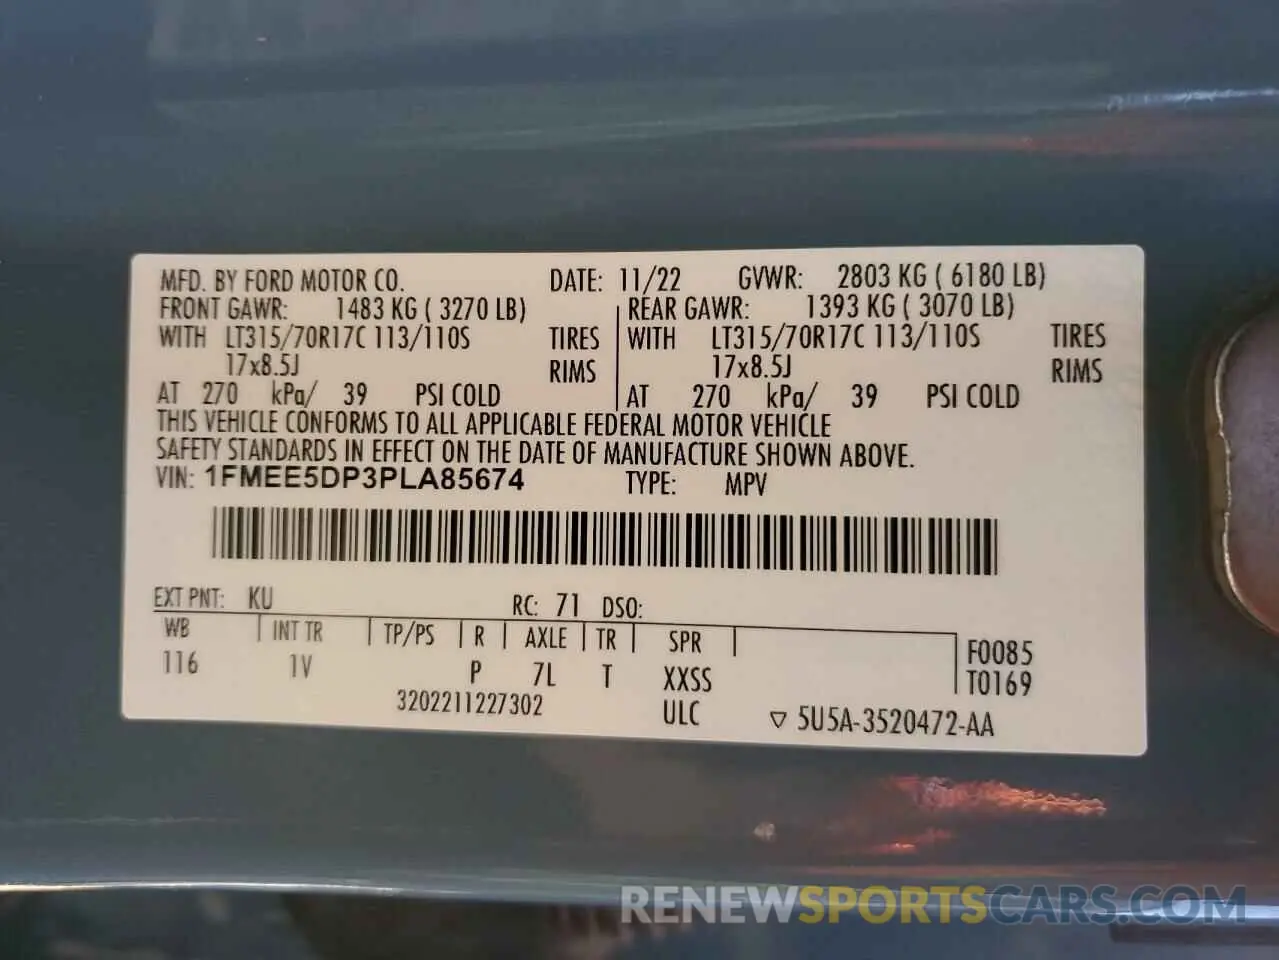 MFD. BY FORD MOTOR CO. DATE: 11/22 GVWR: 2803 KG ( 6180 LB)
FRONT GAWR: 1483 KG ( 3270 LB) REAR GAWR: 1393 KG ( 3070 LB)
WITH LT315/70R17C 113/110S TIRES WITH LT315/70R17C 113/110S TIRES
17x8.5J RIMS 17x8.5J RIMS
AT 270 kPa/ 39 PSI COLD AT 270 kPa/ 39 PSI COLD
THIS VEHICLE CONFORMS TO ALL APPLICABLE FEDERAL MOTOR VEHICLE
SAFETY STANDARDS IN EFFECT ON THE DATE OF MANUFACTURE SHOWN ABOVE.
VIN: 1FMEE5DP3PLA85674 TYPE: MPV
EXT PNT: KU RC: 71 DSO:
WB INT TR TP/PS R AXLE TR SPR F0085
116 1V P 7L T XXSS T0169
3202211227302 ULC 5U5A-3520472-AA
RENEWSPORTSCARS.COM